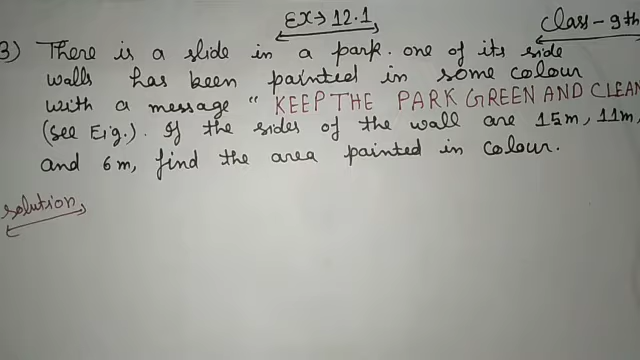 Ex→ 12.1
Class - 9th
3) There is a slide in a park. one of its side
walls has been painted in some colour
with a message " KEEP THE PARK GREEN AND CLEAN
(see Fig.). If the sides of the wall are 15m, 11m,
and 6m, find the area painted in colour.
Solution